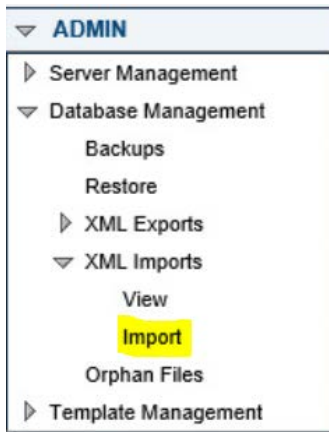 ADMIN
Server Management
Database Management
Backups
Restore
XML Exports
XML Imports
View
Import
Orphan Files
Template Management